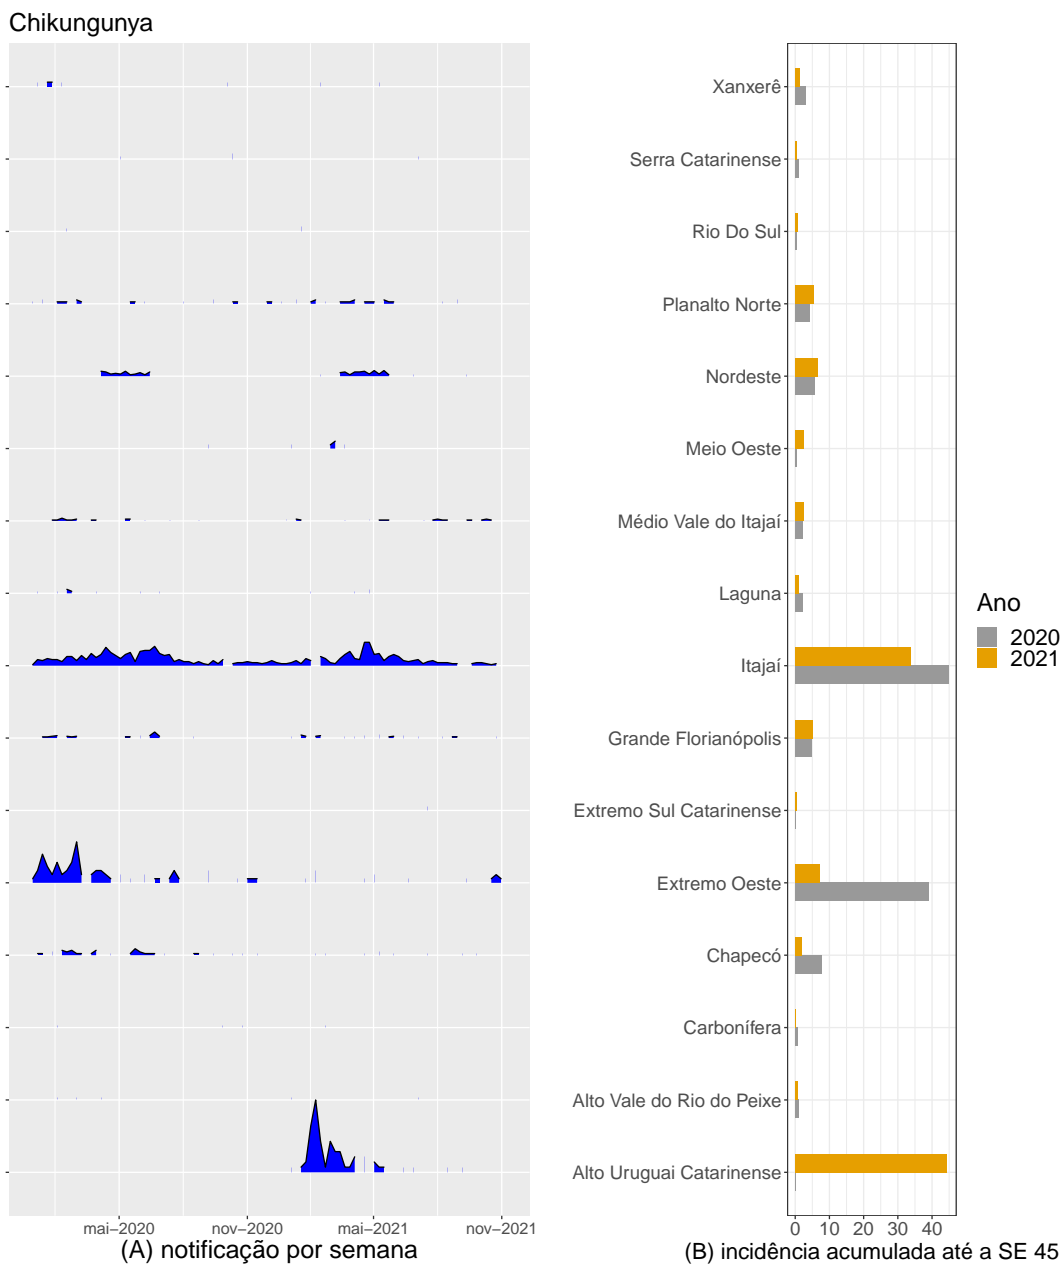 Chikungunya
Xanxerê
Serra Catarinense
Rio Do Sul
Planalto Norte
Nordeste
Meio Oeste
Médio Vale do Itajaí
Laguna
Itajaí
Grande Florianópolis
Extremo Sul Catarinense
Extremo Oeste
Chapecó
Carbonífera
Alto Vale do Rio do Peixe
Alto Uruguai Catarinense
Ano
2020
2021
mai–2020 nov–2020 mai–2021 nov–2021
0 10 20 30 40
(A) notificação por semana
(B) incidência acumulada até a SE 45